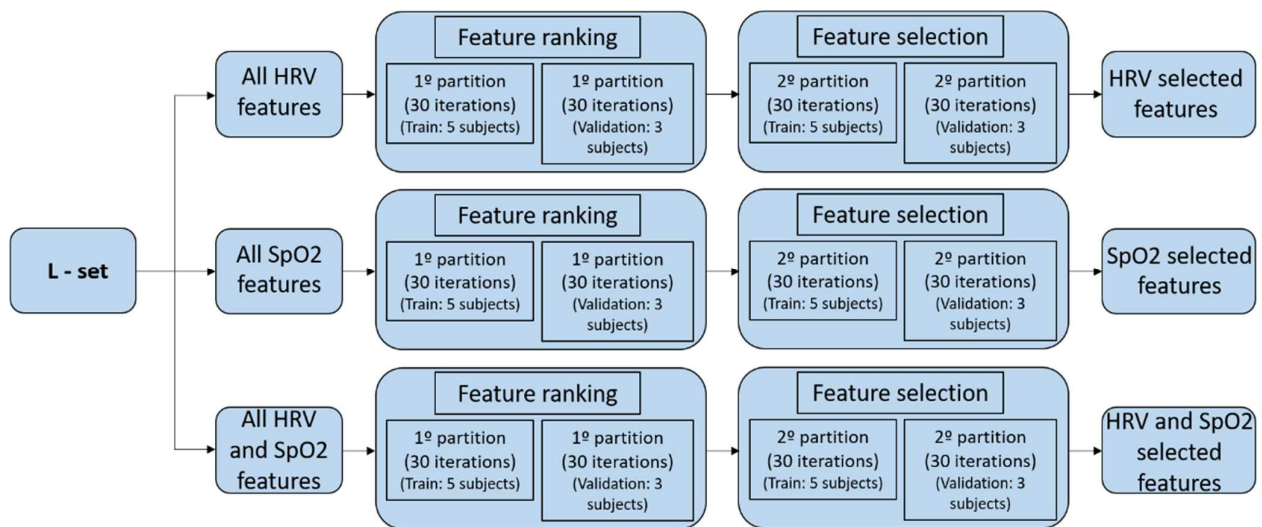 L - set
All HRV
features
Feature ranking
1º partition
(30 iterations)
(Train: 5 subjects)
1º partition
(30 iterations)
(Validation: 3
subjects)
Feature selection
2º partition
(30 iterations)
(Train: 5 subjects)
2º partition
(30 iterations)
(Validation: 3
subjects)
HRV selected
features
All SpO2
features
Feature ranking
1º partition
(30 iterations)
(Train: 5 subjects)
1º partition
(30 iterations)
(Validation: 3
subjects)
Feature selection
2º partition
(30 iterations)
(Train: 5 subjects)
2º partition
(30 iterations)
(Validation: 3
subjects)
SpO2 selected
features
All HRV
and SpO2
features
Feature ranking
1º partition
(30 iterations)
(Train: 5 subjects)
1º partition
(30 iterations)
(Validation: 3
subjects)
Feature selection
2º partition
(30 iterations)
(Train: 5 subjects)
2º partition
(30 iterations)
(Validation: 3
subjects)
HRV and SpO2
selected
features